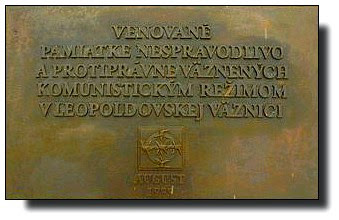 VENOVANÉ
PAMIATKE NESPRAVODLIVO
A PROTIPRÁVNE VÄZNENÝCH
KOMUNISTICKÝM REŽIMOM
V LEOPOLDOVSKEJ VÄZNICI
AUGUST